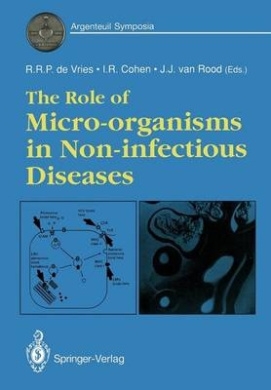 Argenteuil Symposia
R.R.P. de Vries · I.R. Cohen · J.J. van Rood (Eds.)
The Role of
Micro-organisms
in Non-infectious
Diseases
Springer-Verlag